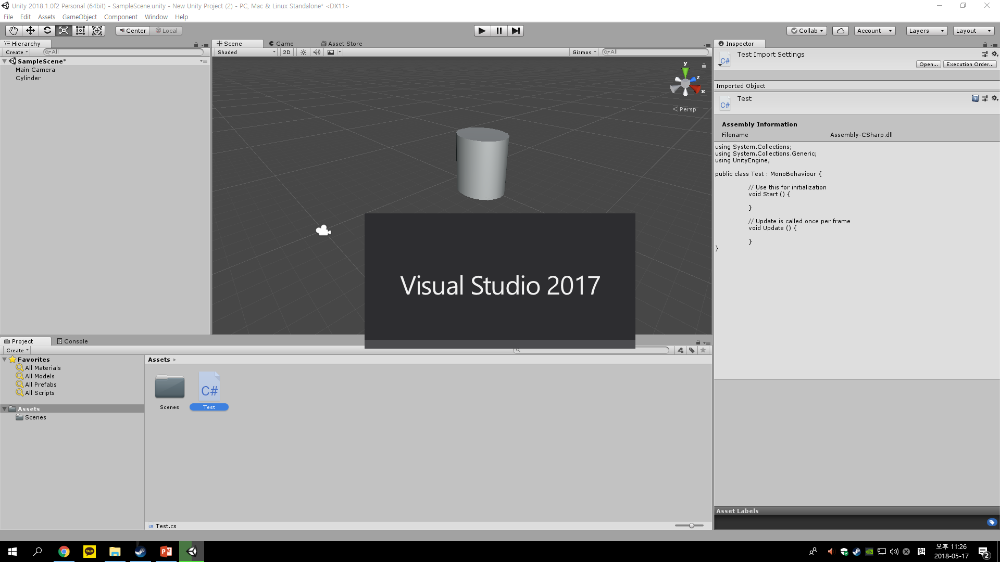 Unity 2018.1.0f2 Personal (64bit) - SampleScene.unity - New Unity Project (2) - PC, Mac & Linux Standalone* <DX11>
File Edit Assets GameObject Component Window Help
Center Local
Collab Account Layers Layout
Hierarchy
Create All
SampleScene*
Main Camera
Cylinder
Scene Game Asset Store
Shaded 2D Gizmos All
y
z
x
Persp
Visual Studio 2017
Inspector
C# Test Import Settings
Open... Execution Order...
Imported Object
C# Test
Assembly Information
Filename Assembly-CSharp.dll
using System.Collections;
using System.Collections.Generic;
using UnityEngine;
public class Test : MonoBehaviour {
// Use this for initialization
void Start () {
}
// Update is called once per frame
void Update () {
}
}
Project Console
Create
Favorites
All Materials
All Models
All Prefabs
All Scripts
Assets
Scenes
Assets
C#
Scenes Test
C# Test.cs
Asset Labels
TALK
한
오후 11:26
2018-05-17
2